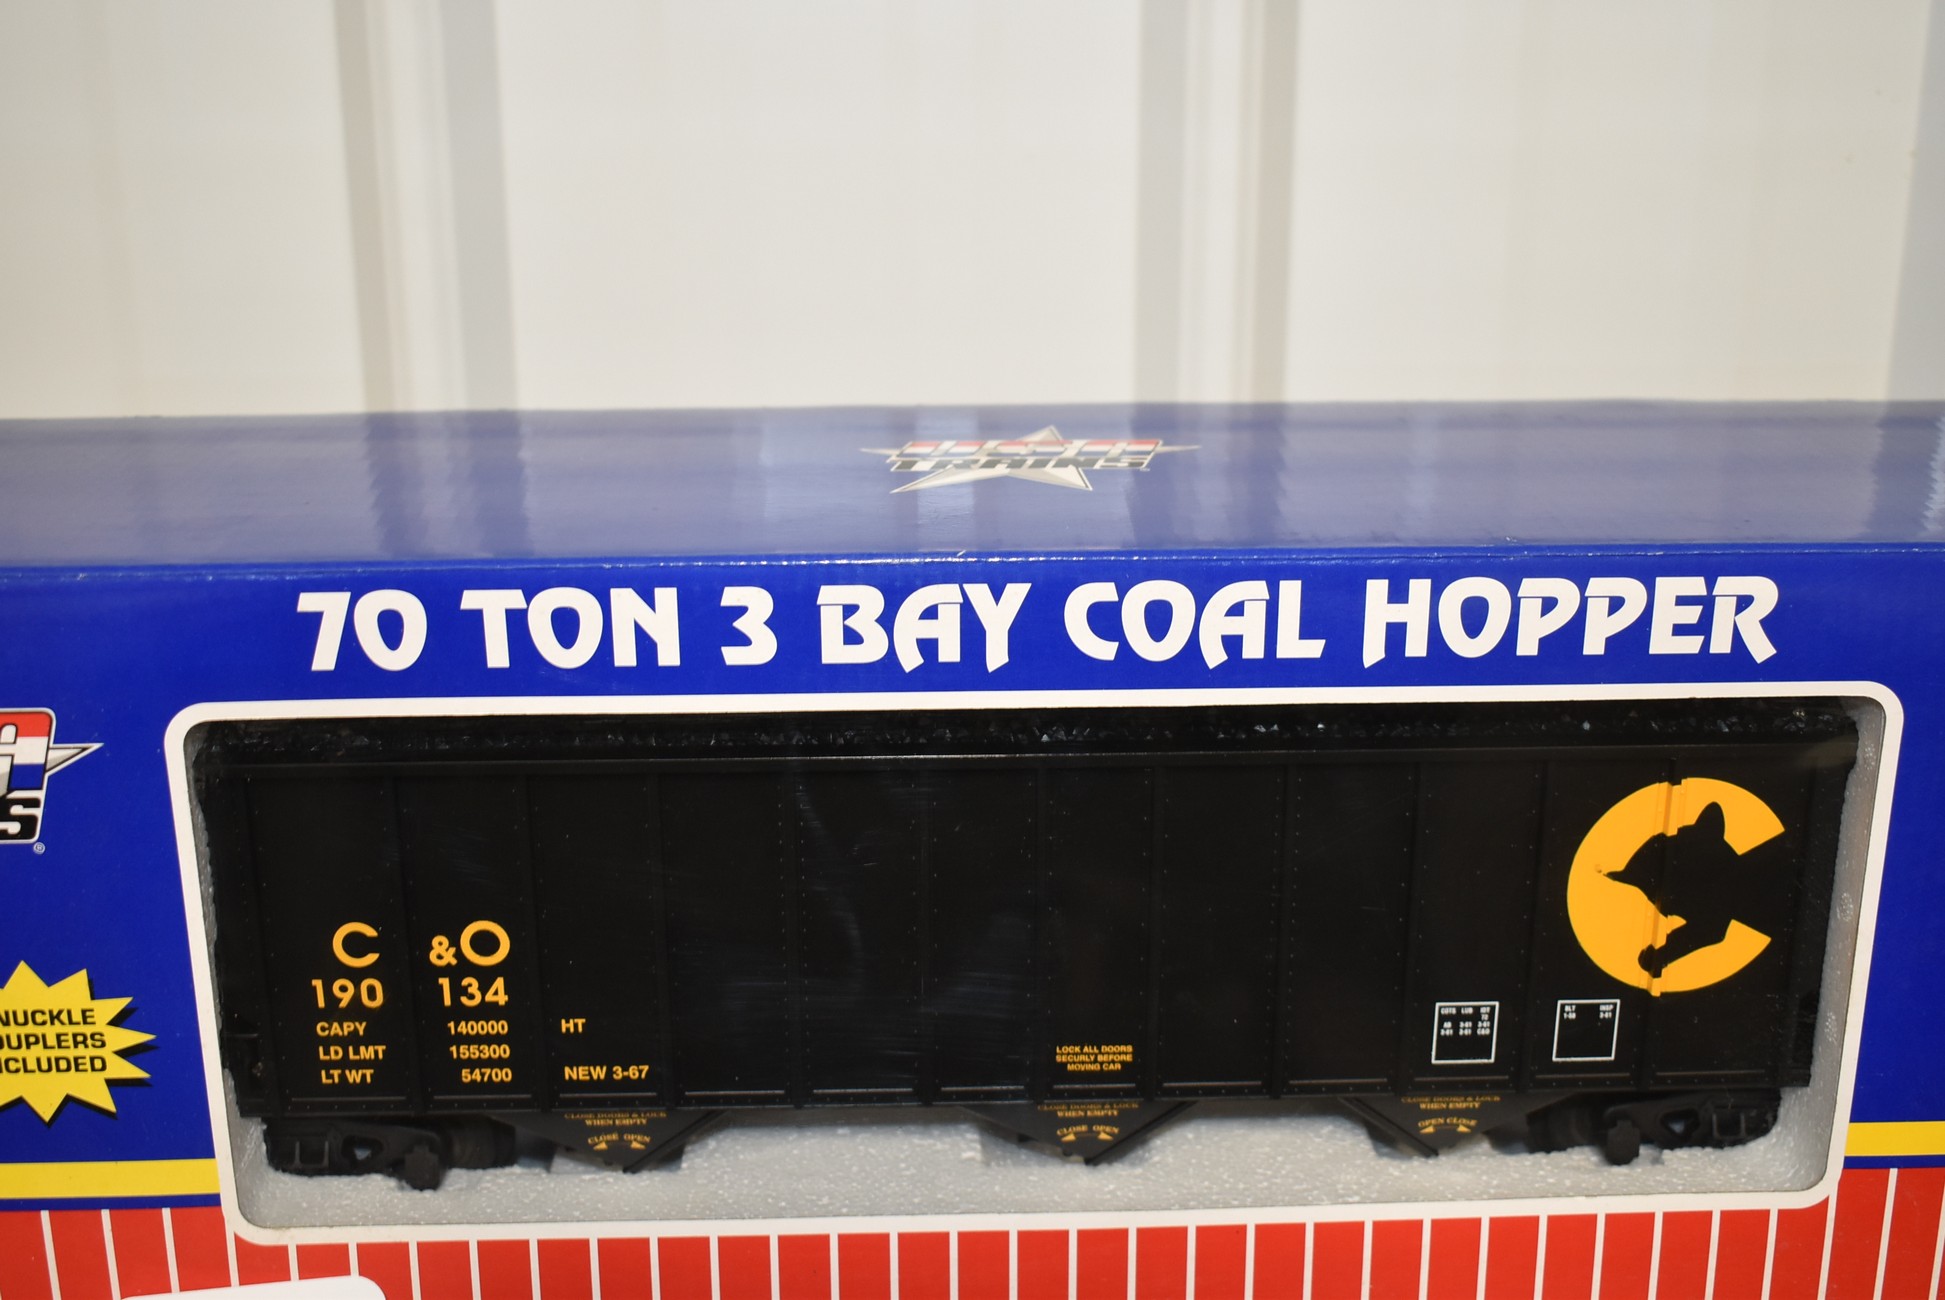 USA
TRAINS
70 TON 3 BAY COAL HOPPER
A
S
®
NUCKLE
OUPLERS
NCLUDED
C &O
190 134
CAPY 140000 HT
LD LMT 155300
LT WT 54700 NEW 3-67
LOCK ALL DOORS
SECURLY BEFORE
MOVING CAR
CLOSE DOORS & LOCK
WHEN EMPTY
CLOSE OPEN
CLOSE DOORS & LOCK
WHEN EMPTY
CLOSE OPEN
CLOSE DOORS & LOCK
WHEN EMPTY
OPEN CLOSE